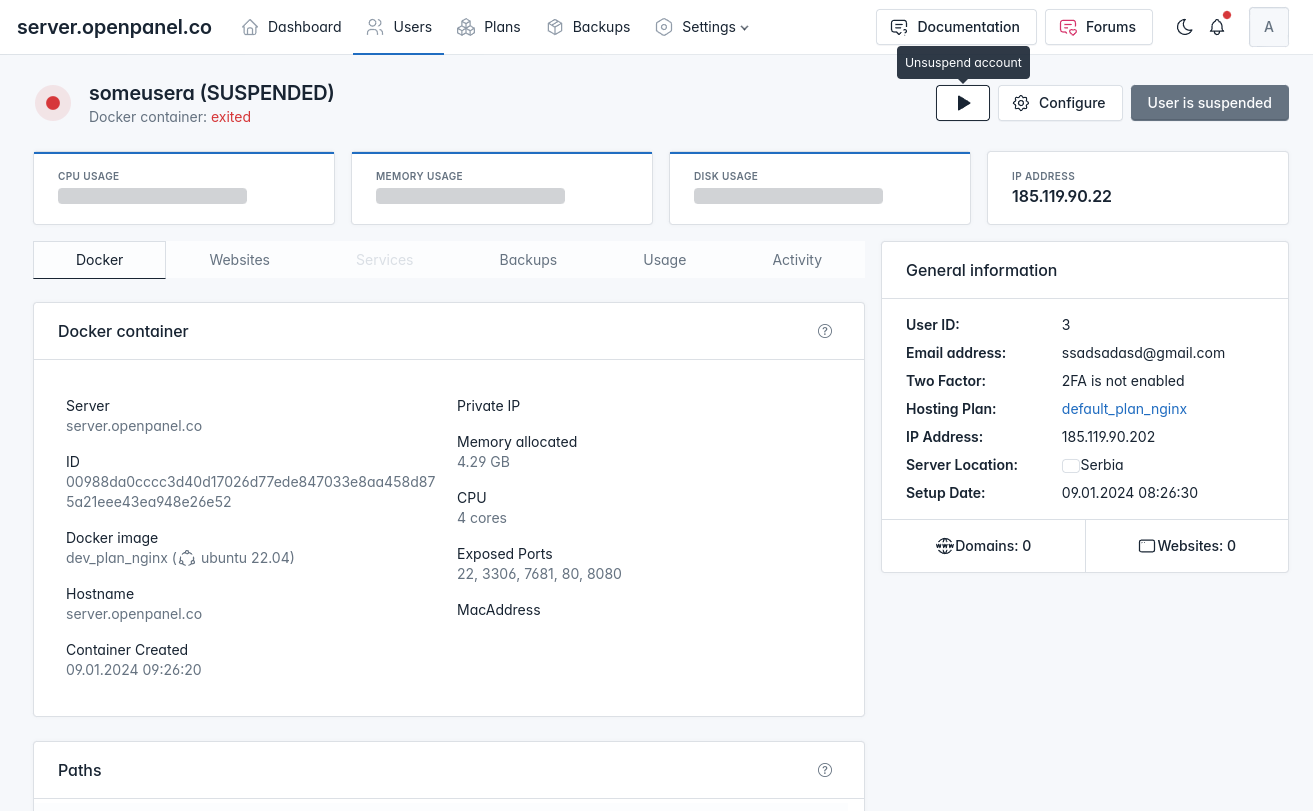 server.openpanel.co
Dashboard
Users
Plans
Backups
Settings
Documentation
Forums
A
Unsuspend account
someusera (SUSPENDED)
Docker container: exited
Configure
User is suspended
CPU USAGE
MEMORY USAGE
DISK USAGE
IP ADDRESS
185.119.90.22
Docker
Websites
Services
Backups
Usage
Activity
Docker container
Server
server.openpanel.co
ID
00988da0cccc3d40d17026d77ede847033e8aa458d87
5a21eee43ea948e26e52
Docker image
dev_plan_nginx ( ubuntu 22.04)
Hostname
server.openpanel.co
Container Created
09.01.2024 09:26:20
Private IP
Memory allocated
4.29 GB
CPU
4 cores
Exposed Ports
22, 3306, 7681, 80, 8080
MacAddress
General information
User ID: 3
Email address: ssadsadasd@gmail.com
Two Factor: 2FA is not enabled
Hosting Plan: default_plan_nginx
IP Address: 185.119.90.202
Server Location: Serbia
Setup Date: 09.01.2024 08:26:30
Domains: 0
Websites: 0
Paths